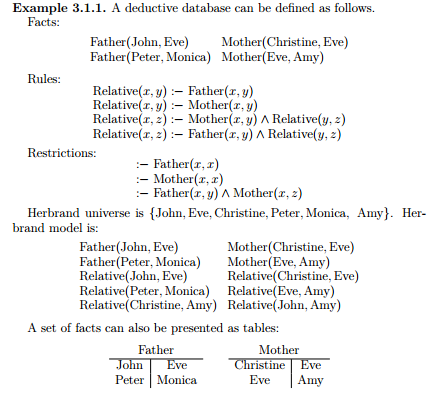 Example 3.1.1. A deductive database can be defined as follows.
Facts:
Father(John, Eve) Mother(Christine, Eve)
Father(Peter, Monica) Mother(Eve, Amy)
Rules:
Relative(x, y) :– Father(x, y)
Relative(x, y) :– Mother(x, y)
Relative(x, z) :– Mother(x, y) ∧ Relative(y, z)
Relative(x, z) :– Father(x, y) ∧ Relative(y, z)
Restrictions:
:– Father(x, x)
:– Mother(x, x)
:– Father(x, y) ∧ Mother(x, z)
Herbrand universe is {John, Eve, Christine, Peter, Monica, Amy}. Her-
brand model is:
Father(John, Eve) Mother(Christine, Eve)
Father(Peter, Monica) Mother(Eve, Amy)
Relative(John, Eve) Relative(Christine, Eve)
Relative(Peter, Monica) Relative(Eve, Amy)
Relative(Christine, Amy) Relative(John, Amy)
A set of facts can also be presented as tables:
Father Mother
John Eve Christine Eve
Peter Monica Eve Amy